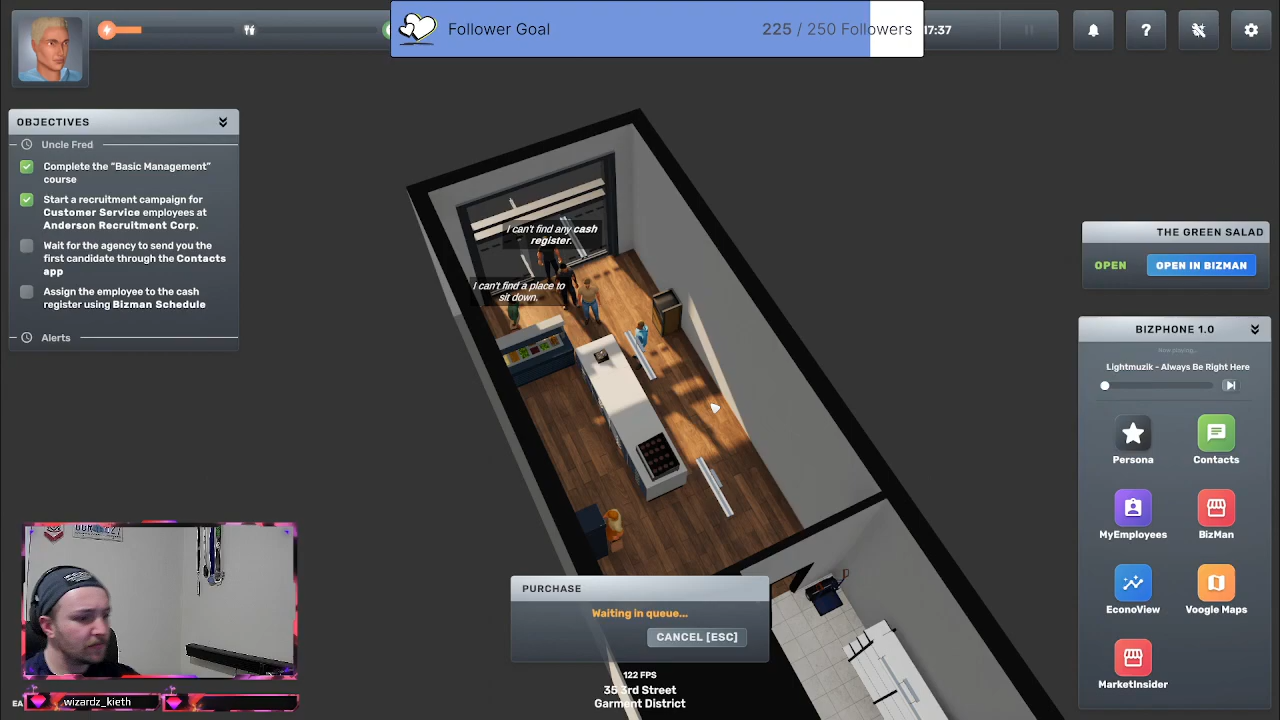 Follower Goal
225 / 250 Followers
17:37
OBJECTIVES
Uncle Fred
Complete the "Basic Management"
course
Start a recruitment campaign for
Customer Service employees at
Anderson Recruitment Corp.
Wait for the agency to send you the
first candidate through the Contacts
app
Assign the employee to the cash
register using Bizman Schedule
Alerts
I can't find any cash
register.
I can't find a place to
sit down.
THE GREEN SALAD
OPEN
OPEN IN BIZMAN
BIZPHONE 1.0
Now playing...
Lightmuzik - Always Be Right Here
Persona
Contacts
MyEmployees
BizMan
EconoView
Voogle Maps
MarketInsider
PURCHASE
Waiting in queue...
CANCEL [ESC]
122 FPS
35 3rd Street
Garment District
EA
wizardz_kieth